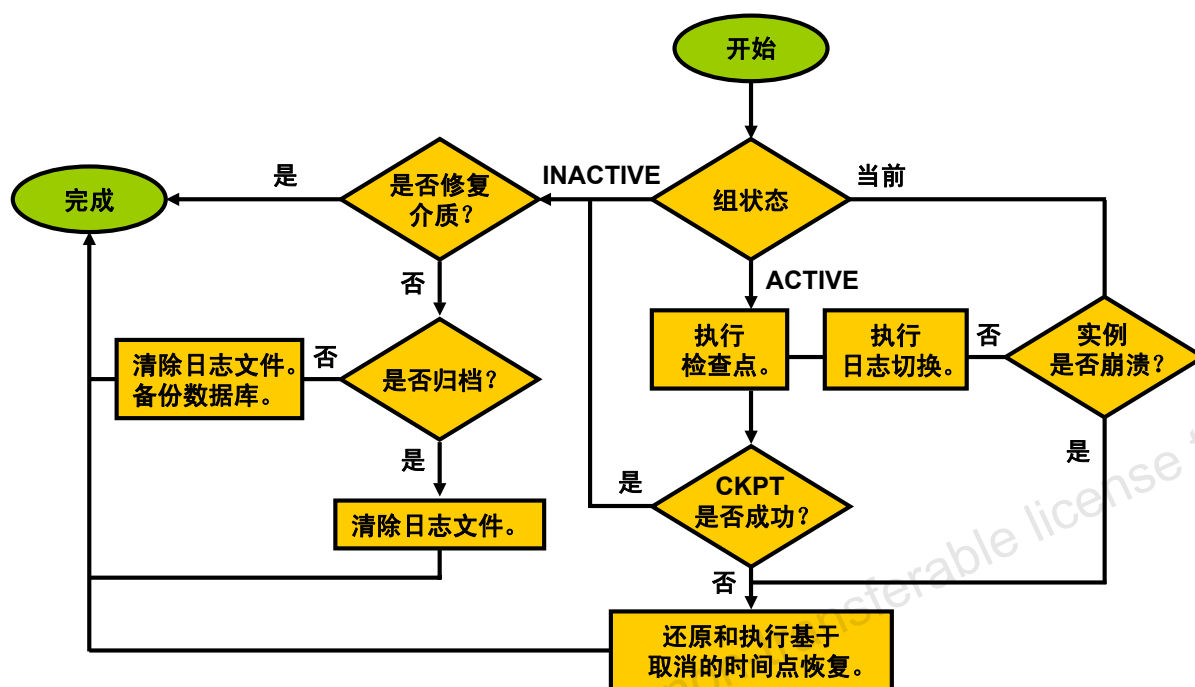 开始
是
INACTIVE
当前
完成
是否修复
介质？
组状态
否
ACTIVE
执行
检查点。
执行
日志切换。
否
实例
是否崩溃？
清除日志文件。
备份数据库。
否
是否归档？
是
是
清除日志文件。
是
CKPT
是否成功？
否
还原和执行基于
取消的时间点恢复。
sferable license